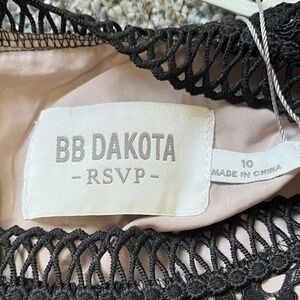 BB DAKOTA
- RSVP -
10
MADE IN CHINA